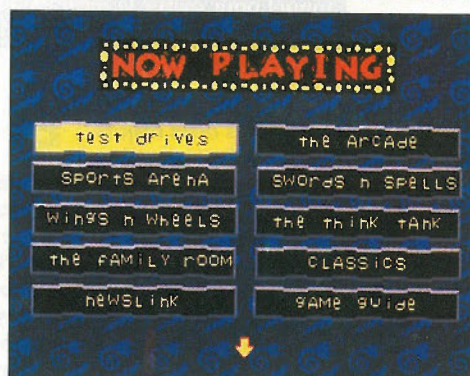 NOW PLAYING
test drives
the ArCAde
SPOrtS ArenA
SWOrdS n SPeLLS
WinGS n WHeeLS
the think tAnk
the fAMiLY rOOM
CLASSiCS
neWSLink
GAMe Guide